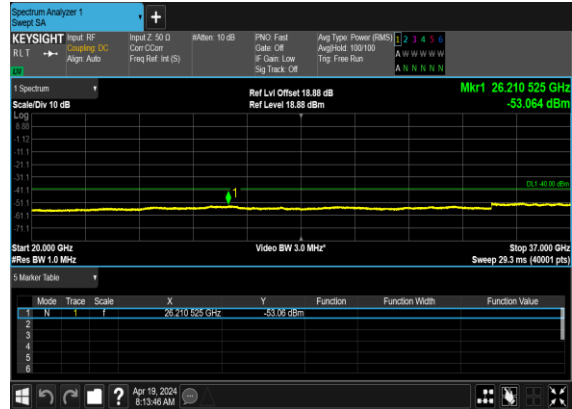 Spectrum Analyzer 1
Swept SA
+
KEYSIGHT Input: RF Input Z: 50 Ω #Atten: 10 dB PNO: Fast Avg Type: Power (RMS) 1 2 3 4 5 6
RLT Coupling: DC Corr CCorr Gate: Off Avg|Hold: 100/100 A W W W W W
Align: Auto Freq Ref: Int (S) IF Gain: Low Trig: Free Run
Sig Track: Off A N N N N N
1 Spectrum
Ref Lvl Offset 18.88 dB Mkr1 26.210 525 GHz
Scale/Div 10 dB Ref Level 18.88 dBm -53.064 dBm
Log
8.88
-1.12
-11.1
-21.1
-31.1
DL1 -40.00 dBm
-41.1
1
-51.1
-61.1
-71.1
Start 20.000 GHz Video BW 3.0 MHz* Stop 37.000 GHz
#Res BW 1.0 MHz Sweep 29.3 ms (40001 pts)
5 Marker Table
Mode Trace Scale X Y Function Function Width Function Value
1 N 1 f 26.210 525 GHz -53.06 dBm
2
3
4
5
6
? Apr 19, 2024
8:13:46 AM